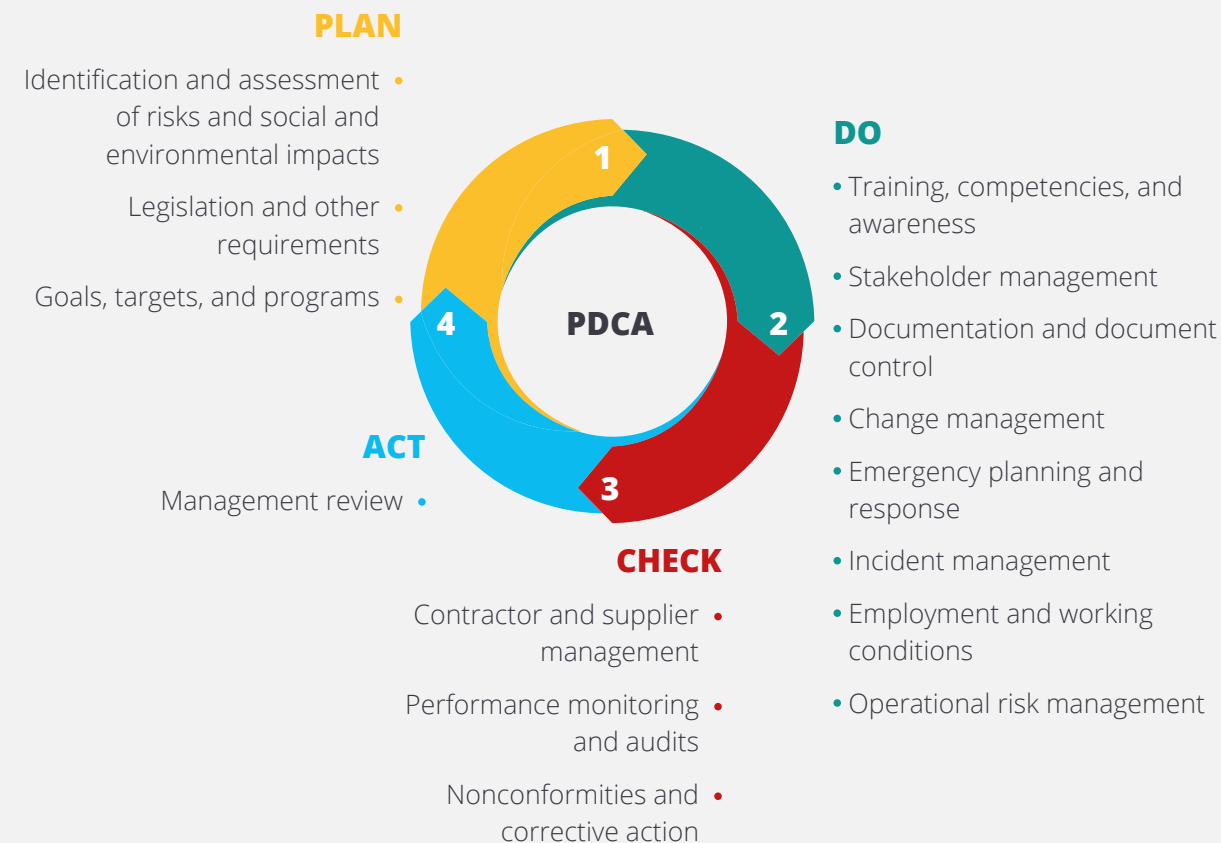 PLAN
Identification and assessment •
of risks and social and
environmental impacts
Legislation and other •
requirements
Goals, targets, and programs •
1
DO
• Training, competencies, and
awareness
• Stakeholder management
• Documentation and document
control
• Change management
• Emergency planning and
response
• Incident management
• Employment and working
conditions
• Operational risk management
4
PDCA
2
3
ACT
Management review •
CHECK
Contractor and supplier •
management
Performance monitoring •
and audits
Nonconformities and •
corrective action